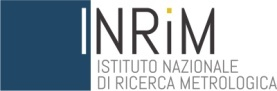 INRiM
ISTITUTO NAZIONALE
DI RICERCA METROLOGICA